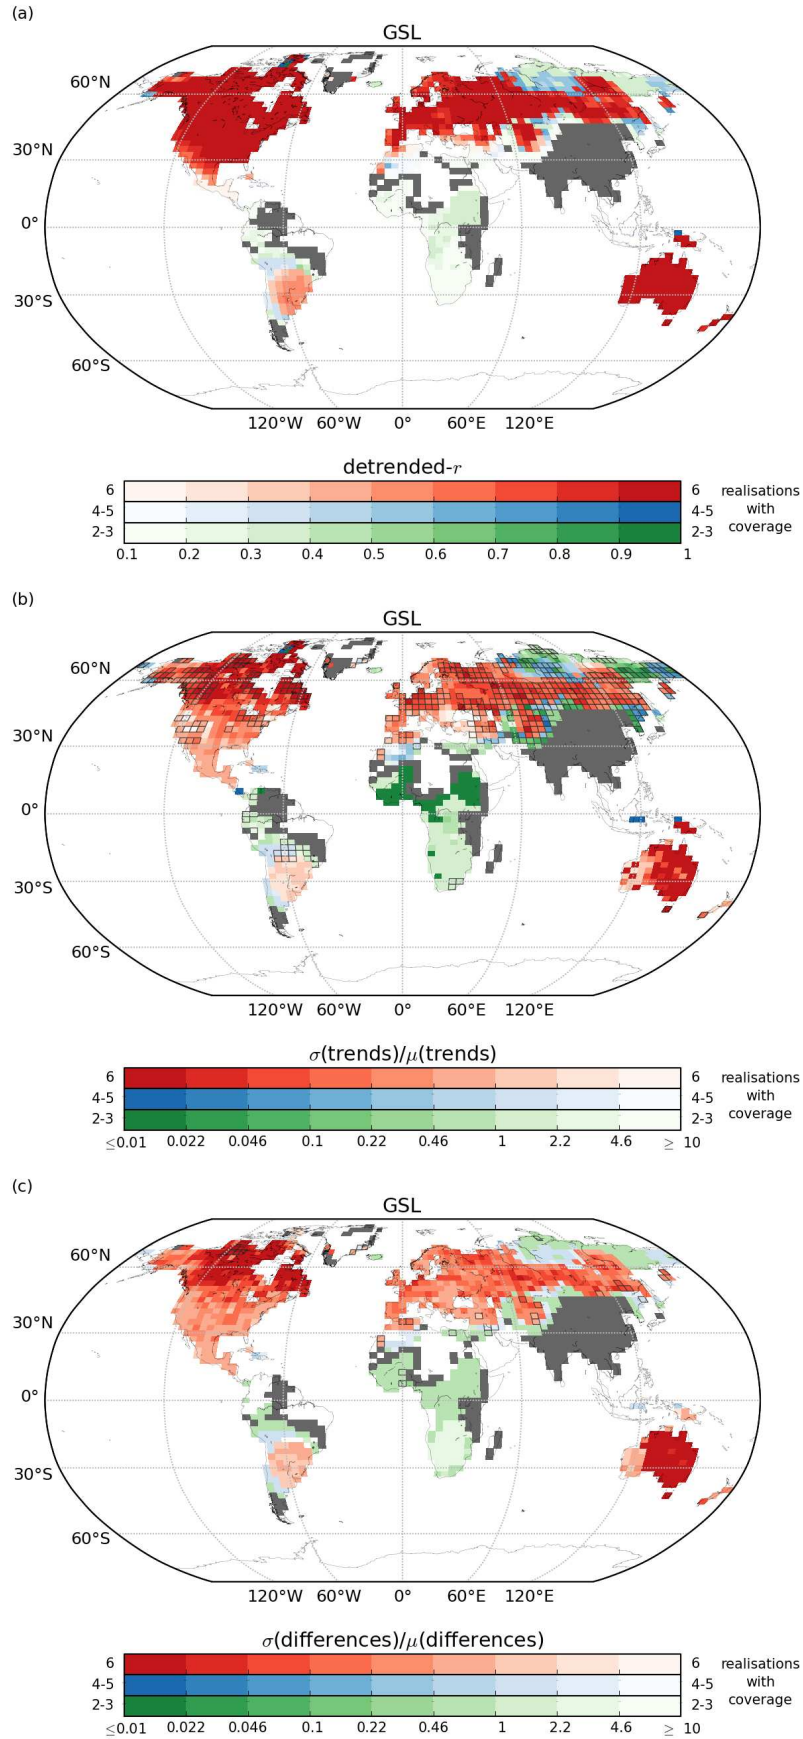 (a)
GSL
60°N
30°N
0°
30°S
60°S
120°W 60°W 0° 60°E 120°E
detrended-r
6 6 realisations
4-5 4-5 with
2-3 2-3 coverage
0.1 0.2 0.3 0.4 0.5 0.6 0.7 0.8 0.9 1
(b)
GSL
60°N
30°N
0°
30°S
60°S
120°W 60°W 0° 60°E 120°E
σ(trends)/μ(trends)
6 6 realisations
4-5 4-5 with
2-3 2-3 coverage
≤0.01 0.022 0.046 0.1 0.22 0.46 1 2.2 4.6 ≥ 10
(c)
GSL
60°N
30°N
0°
30°S
60°S
120°W 60°W 0° 60°E 120°E
σ(differences)/μ(differences)
6 6 realisations
4-5 4-5 with
2-3 2-3 coverage
≤0.01 0.022 0.046 0.1 0.22 0.46 1 2.2 4.6 ≥ 10